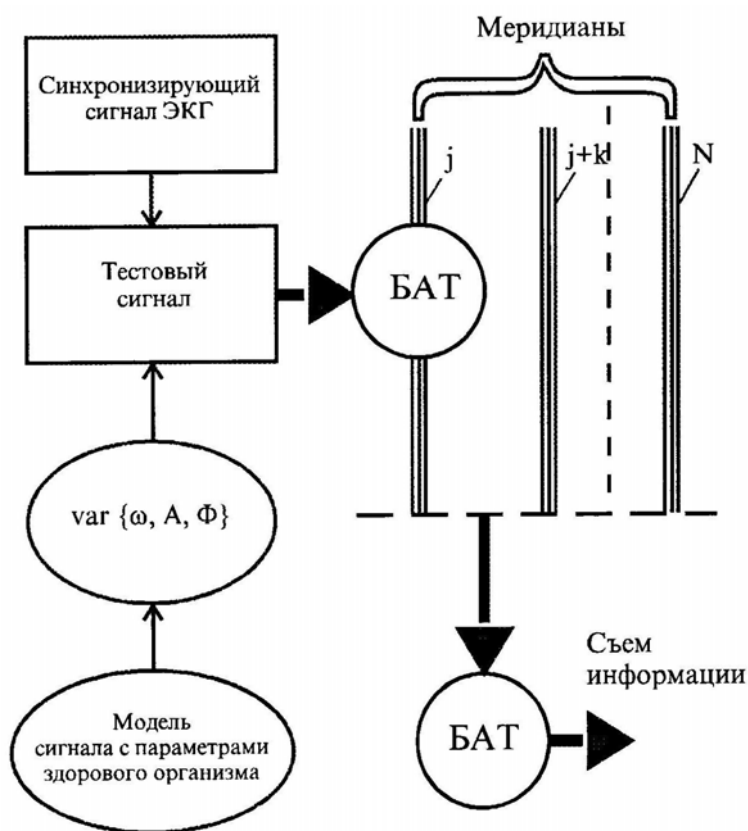 Меридианы
Синхронизирующий
сигнал ЭКГ
j
j+k
N
Тестовый
сигнал
БАТ
var {ω, A, Ф}
Съем
информации
Модель
сигнала с параметрами
здорового организма
БАТ